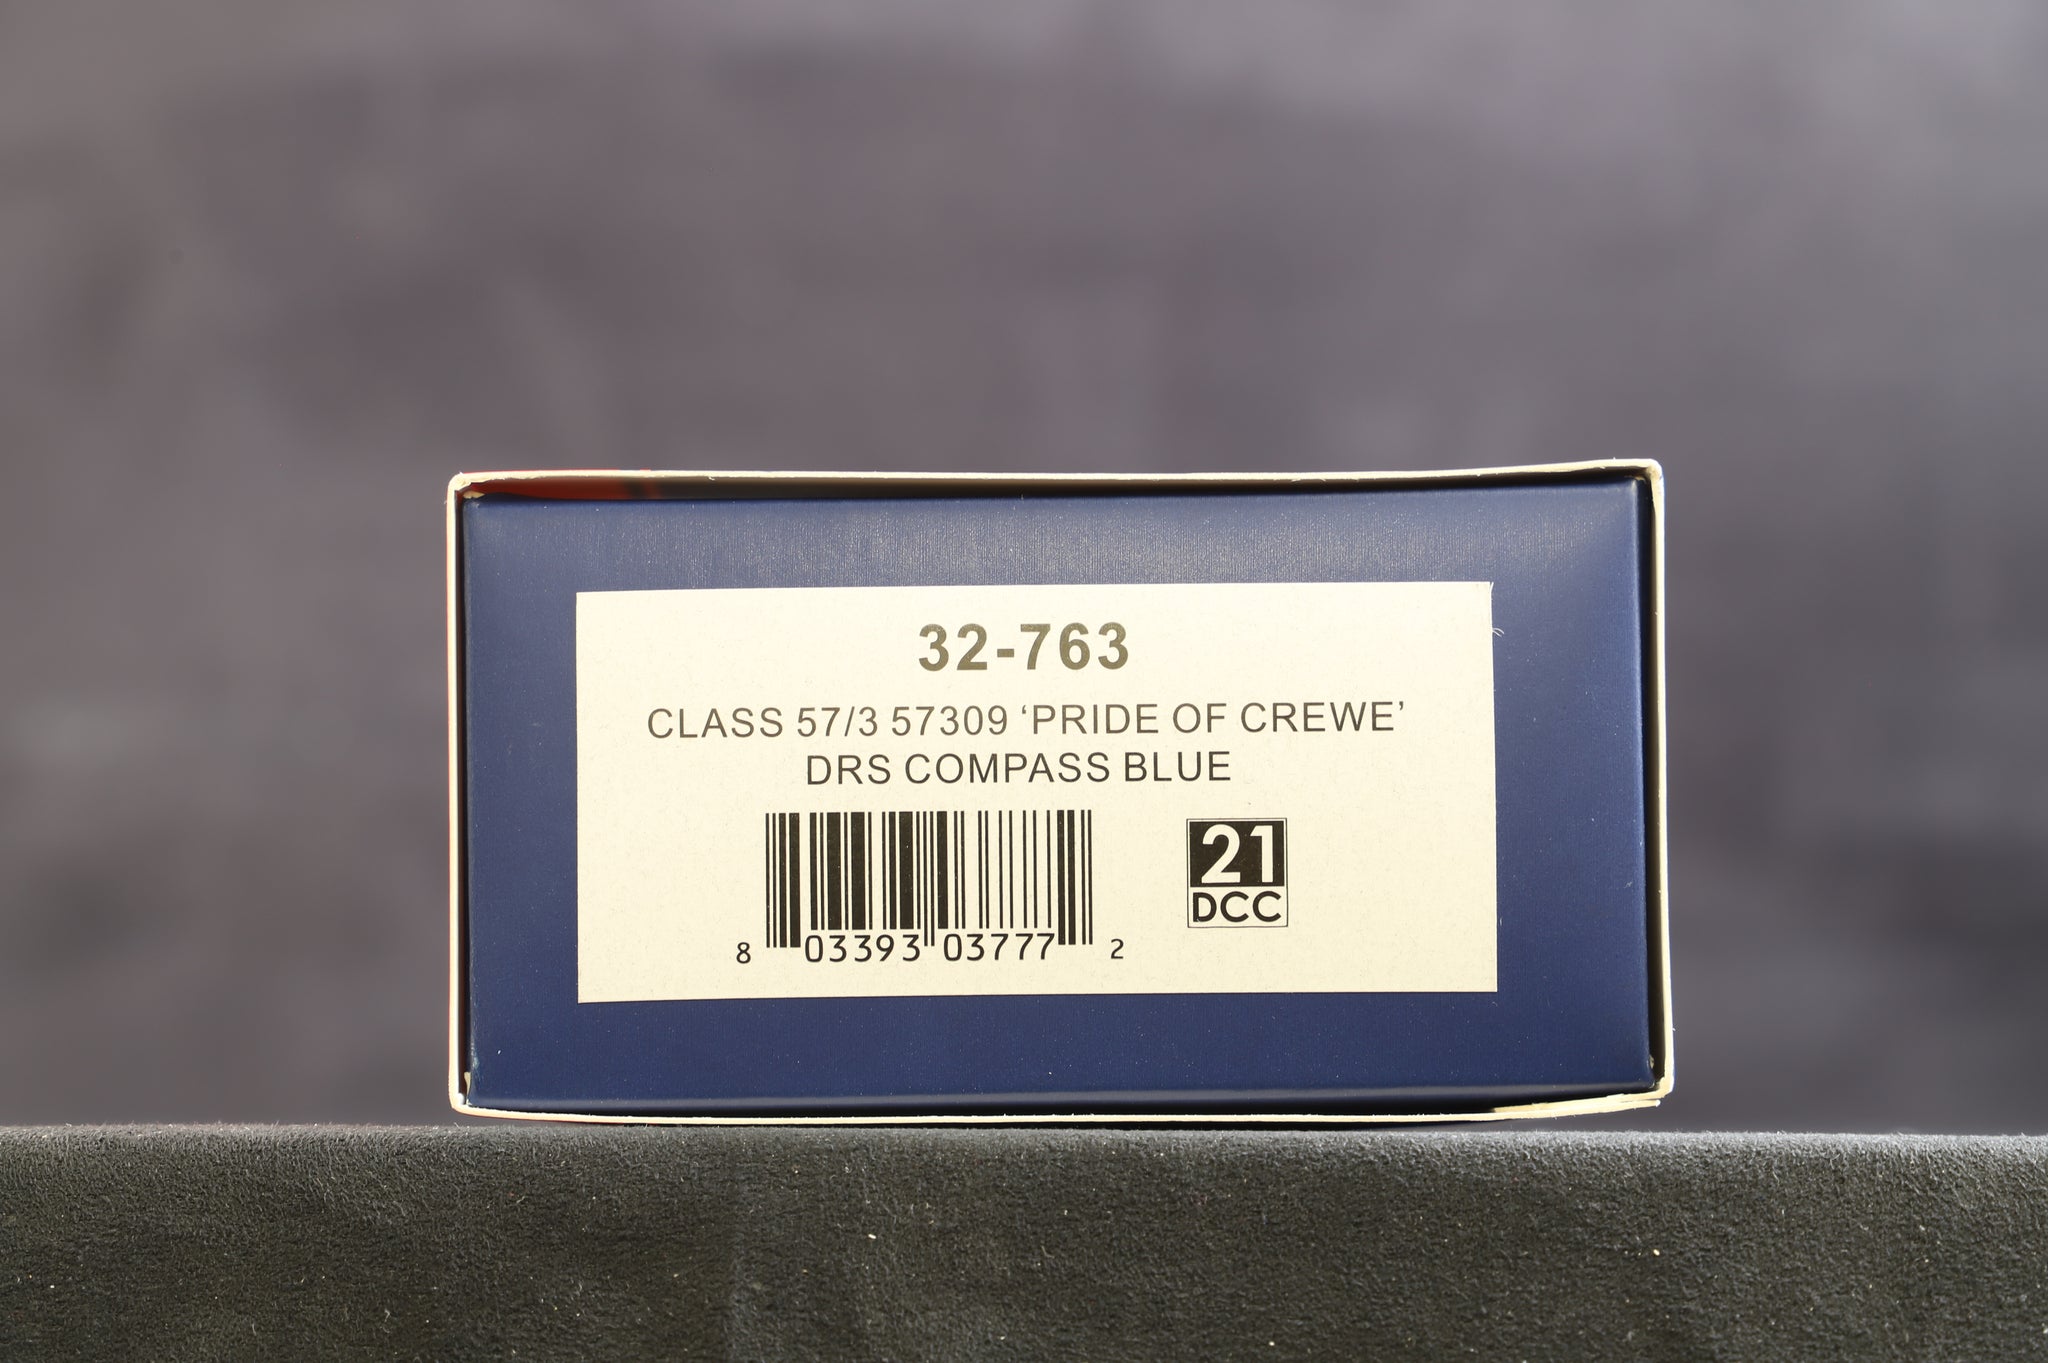 32-763
CLASS 57/3 57309 ‘PRIDE OF CREWE’
DRS COMPASS BLUE
8 03393 03777 2
21
DCC